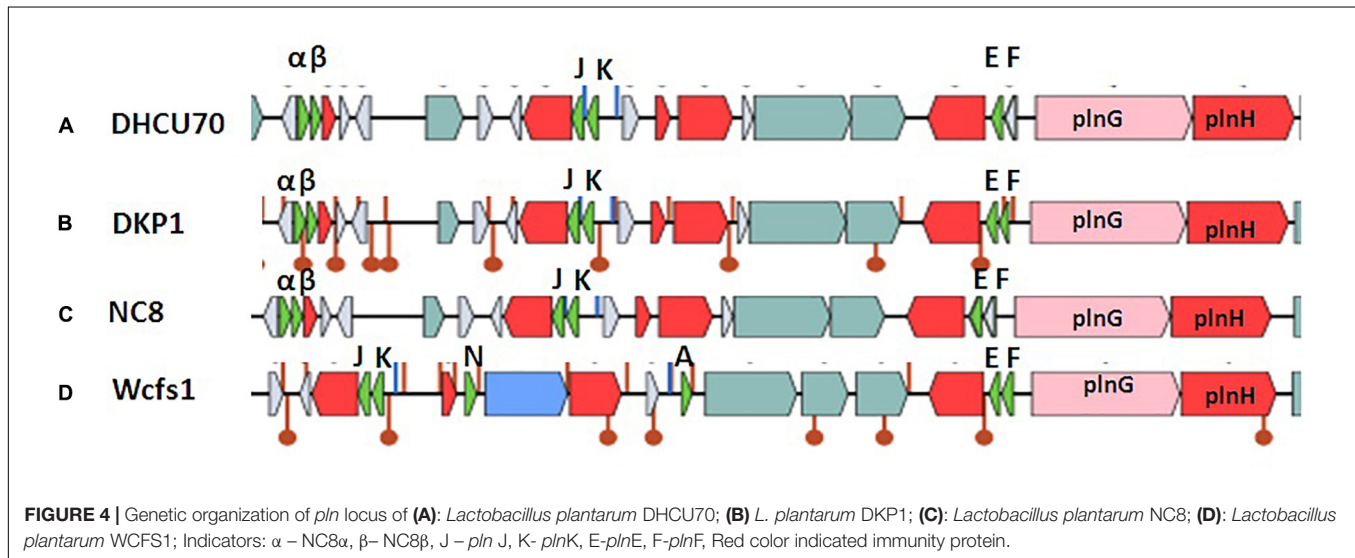 α β
J K
E F
A DHCU70
plnG plnH
α β
J K
E F
B DKP1
plnG plnH
α β
J K
E F
C NC8
plnG plnH
J K N A E F
D Wcfs1
plnG plnH
FIGURE 4 | Genetic organization of pln locus of (A): Lactobacillus plantarum DHCU70; (B) L. plantarum DKP1; (C): Lactobacillus plantarum NC8; (D): Lactobacillus
plantarum WCFS1; Indicators: α – NC8α, β– NC8β, J – pln J, K- plnK, E-plnE, F-plnF, Red color indicated immunity protein.